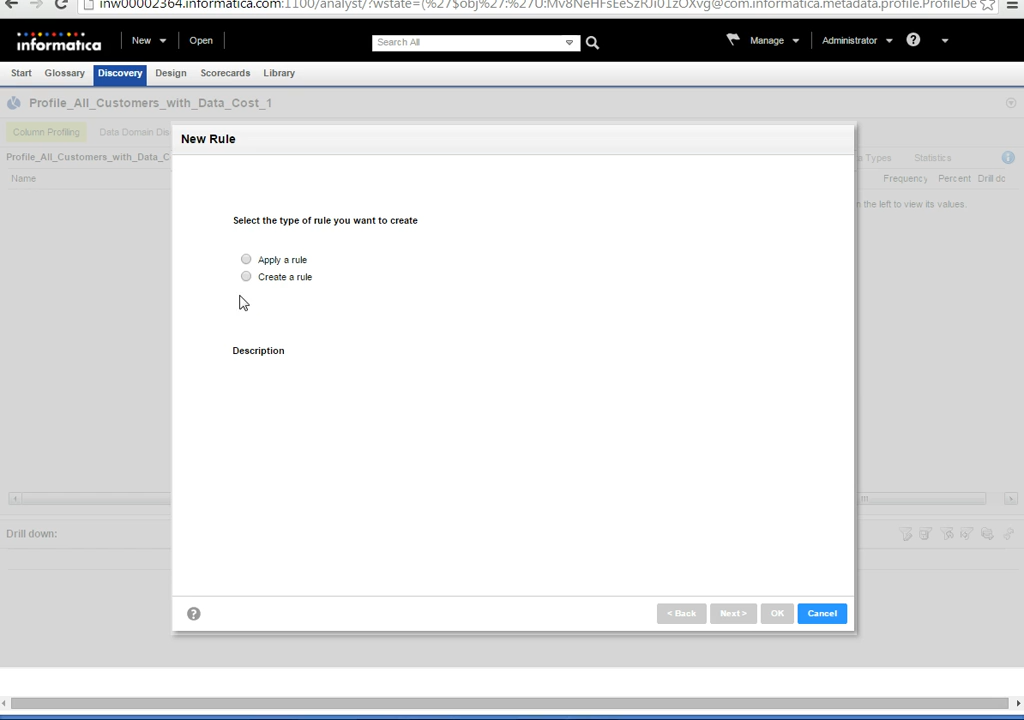 inw00002364.informatica.com:1100/analyst/?wstate=(%27$obj%27:%27U:Mv8NeHFsEeSzRJi01zOXvg@com.informatica.metadata.profile.ProfileDe
informatica New Open Search All Manage Administrator ?
Start Glossary Discovery Design Scorecards Library
Profile_All_Customers_with_Data_Cost_1
Column Profiling Data Domain Dis
Profile_All_Customers_with_Data_C Types Statistics
Name Frequency Percent Drill do
n the left to view its values.
New Rule
Select the type of rule you want to create
Apply a rule
Create a rule
Description
Drill down:
? < Back Next > OK Cancel